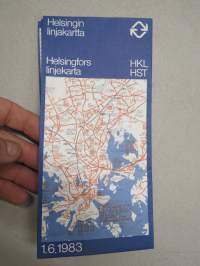 Helsingin
linjakartta
Helsingfors
linjekarta
HKL
HST
1.6.1983